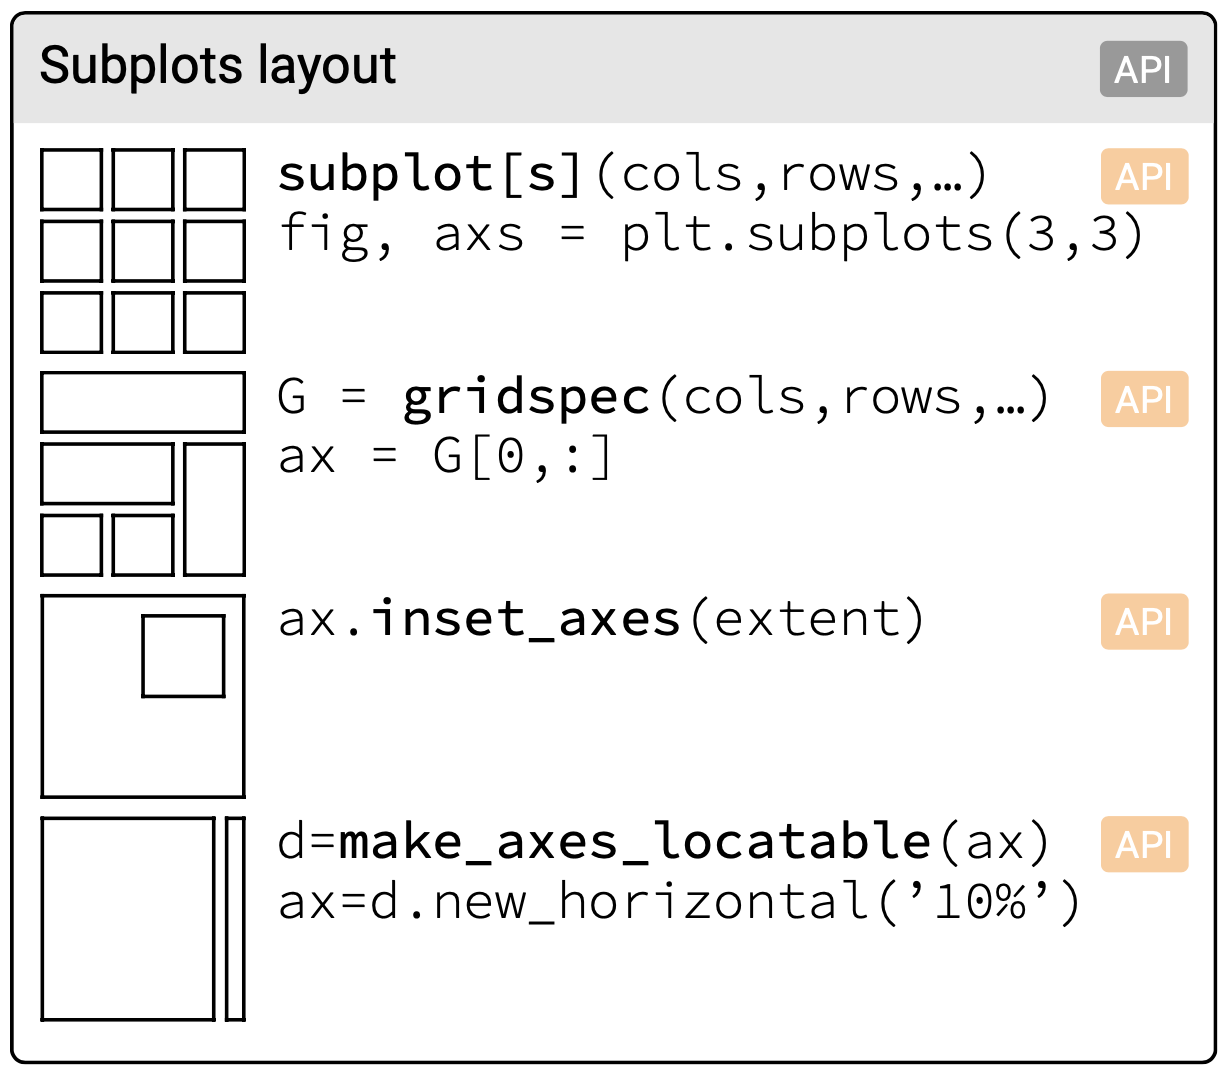 Subplots layout API
subplot[s](cols,rows,…) API
fig, axs = plt.subplots(3,3)
G = gridspec(cols,rows,…) API
ax = G[0,:]
ax.inset_axes(extent) API
d=make_axes_locatable(ax) API
ax=d.new_horizontal(’10%’)